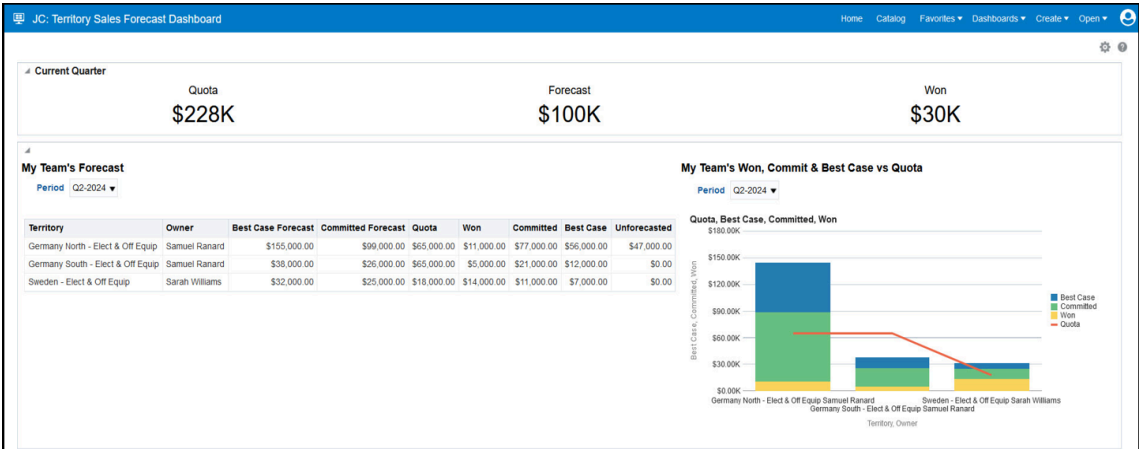 JC: Territory Sales Forecast Dashboard
Home Catalog Favorites Dashboards Create Open
Current Quarter
Quota Forecast Won
$228K $100K $30K
My Team's Forecast
Period Q2-2024
Territory Owner Best Case Forecast Committed Forecast Quota Won Committed Best Case Unforecasted
Germany North - Elect & Off Equip Samuel Ranard $155,000.00 $99,000.00 $65,000.00 $11,000.00 $77,000.00 $56,000.00 $47,000.00
Germany South - Elect & Off Equip Samuel Ranard $38,000.00 $26,000.00 $65,000.00 $5,000.00 $21,000.00 $12,000.00 $0.00
Sweden - Elect & Off Equip Sarah Williams $32,000.00 $25,000.00 $18,000.00 $14,000.00 $11,000.00 $7,000.00 $0.00
My Team's Won, Commit & Best Case vs Quota
Period Q2-2024
Quota, Best Case, Committed, Won
$180.00K
$150.00K
$120.00K
$90.00K
$60.00K
$30.00K
$0.00K
Best Case, Committed, Won
Best Case
Committed
Won
Quota
Germany North - Elect & Off Equip Samuel Ranard
Sweden - Elect & Off Equip Sarah Williams
Germany South - Elect & Off Equip Samuel Ranard
Territory, Owner